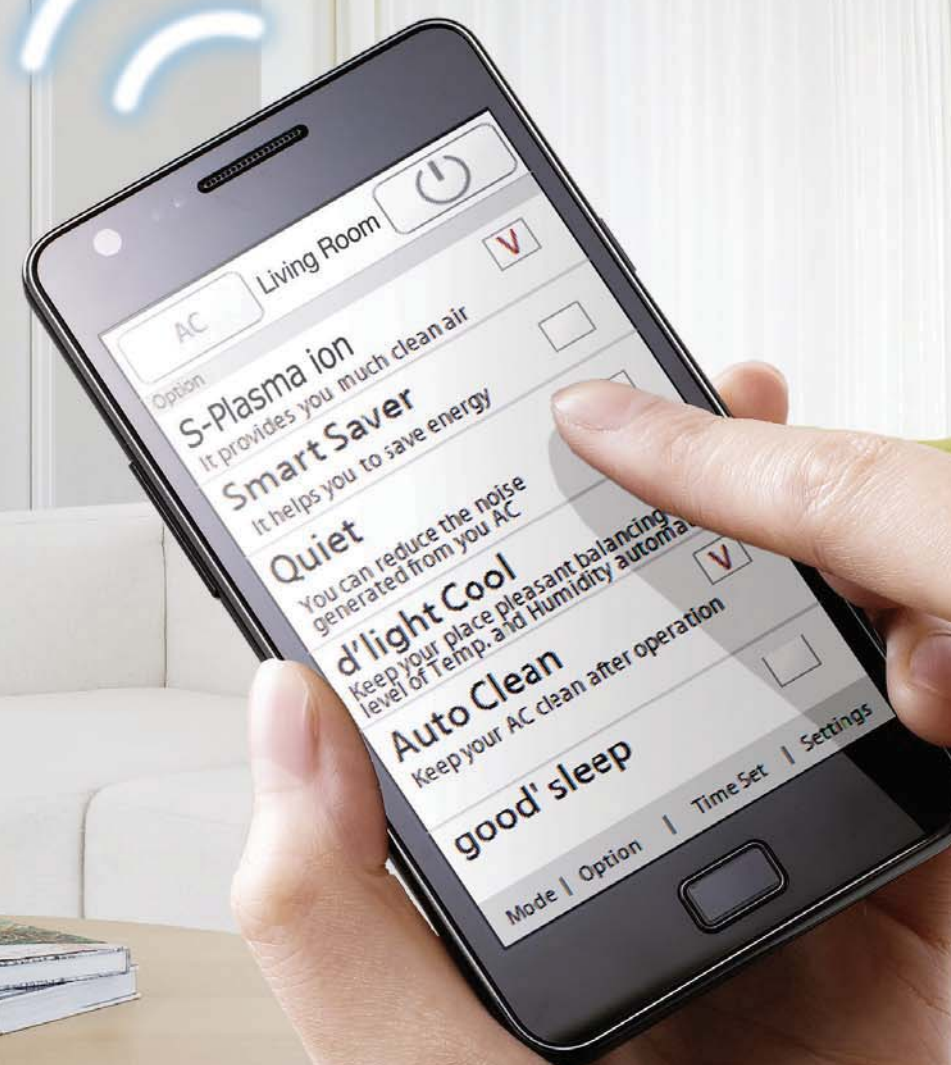 AC
Living Room
Option
V
S-Plasma ion
It provides you much clean air
Smart Saver
It helps you to save energy
Quiet
You can reduce the noise
generated from you AC
d'light Cool
Keep your place pleasant balancing
level of Temp. and Humidity
V
Auto Clean
Keep your AC clean after operation
good' sleep
Mode | Option | Time Set | Settings